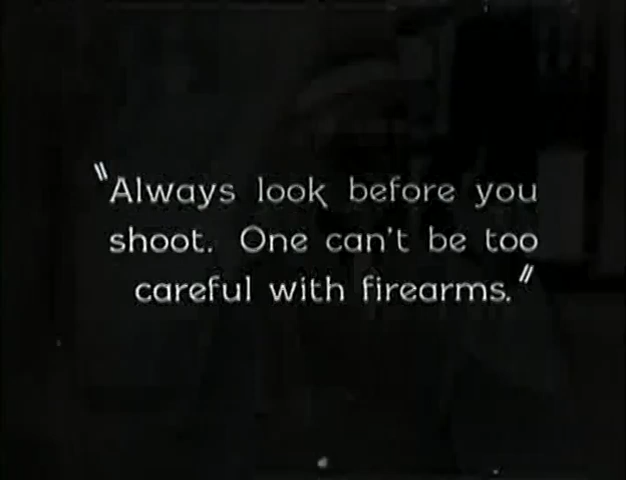 "Always look before you
shoot. One can't be too
careful with firearms."